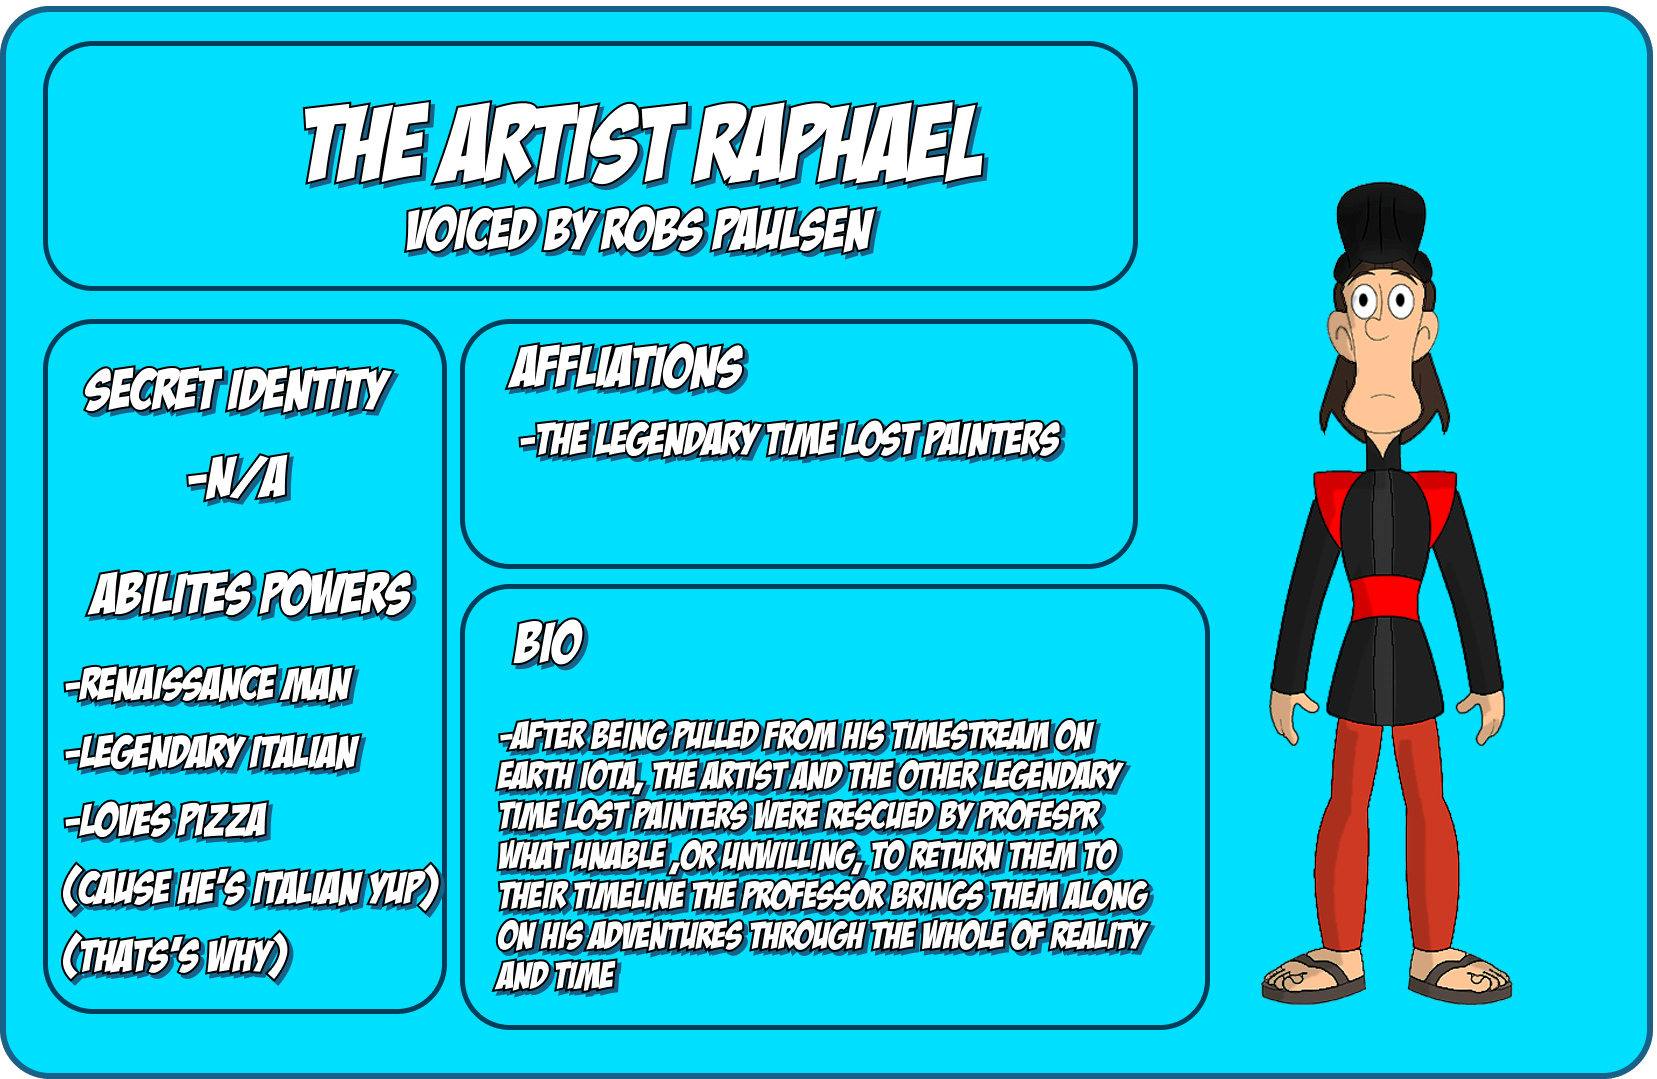 THE ARTIST RAPHAEL
VOICED BY ROBS PAULSEN
SECRET IDENTITY
-N/A
ABILITES POWERS
-RENAISSANCE MAN
-LEGENDARY ITALIAN
-LOVES PIZZA
(CAUSE HE'S ITALIAN YUP)
(THATS'S WHY)
AFFLIATIONS
-THE LEGENDARY TIME LOST PAINTERS
BIO
-AFTER BEING PULLED FROM HIS TIMESTREAM ON
EARTH IOTA, THE ARTIST AND THE OTHER LEGENDARY
TIME LOST PAINTERS WERE RESCUED BY PROFESPR
WHAT UNABLE ,OR UNWILLING, TO RETURN THEM TO
THEIR TIMELINE THE PROFESSOR BRINGS THEM ALONG
ON HIS ADVENTURES THROUGH THE WHOLE OF REALITY
AND TIME